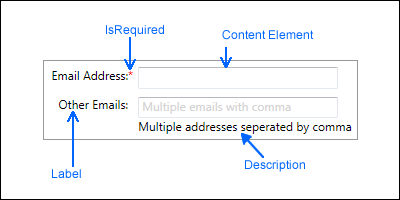 IsRequired
Content Element
Email Address:*
Other Emails: Multiple emails with comma
Multiple addresses seperated by comma
Label
Description